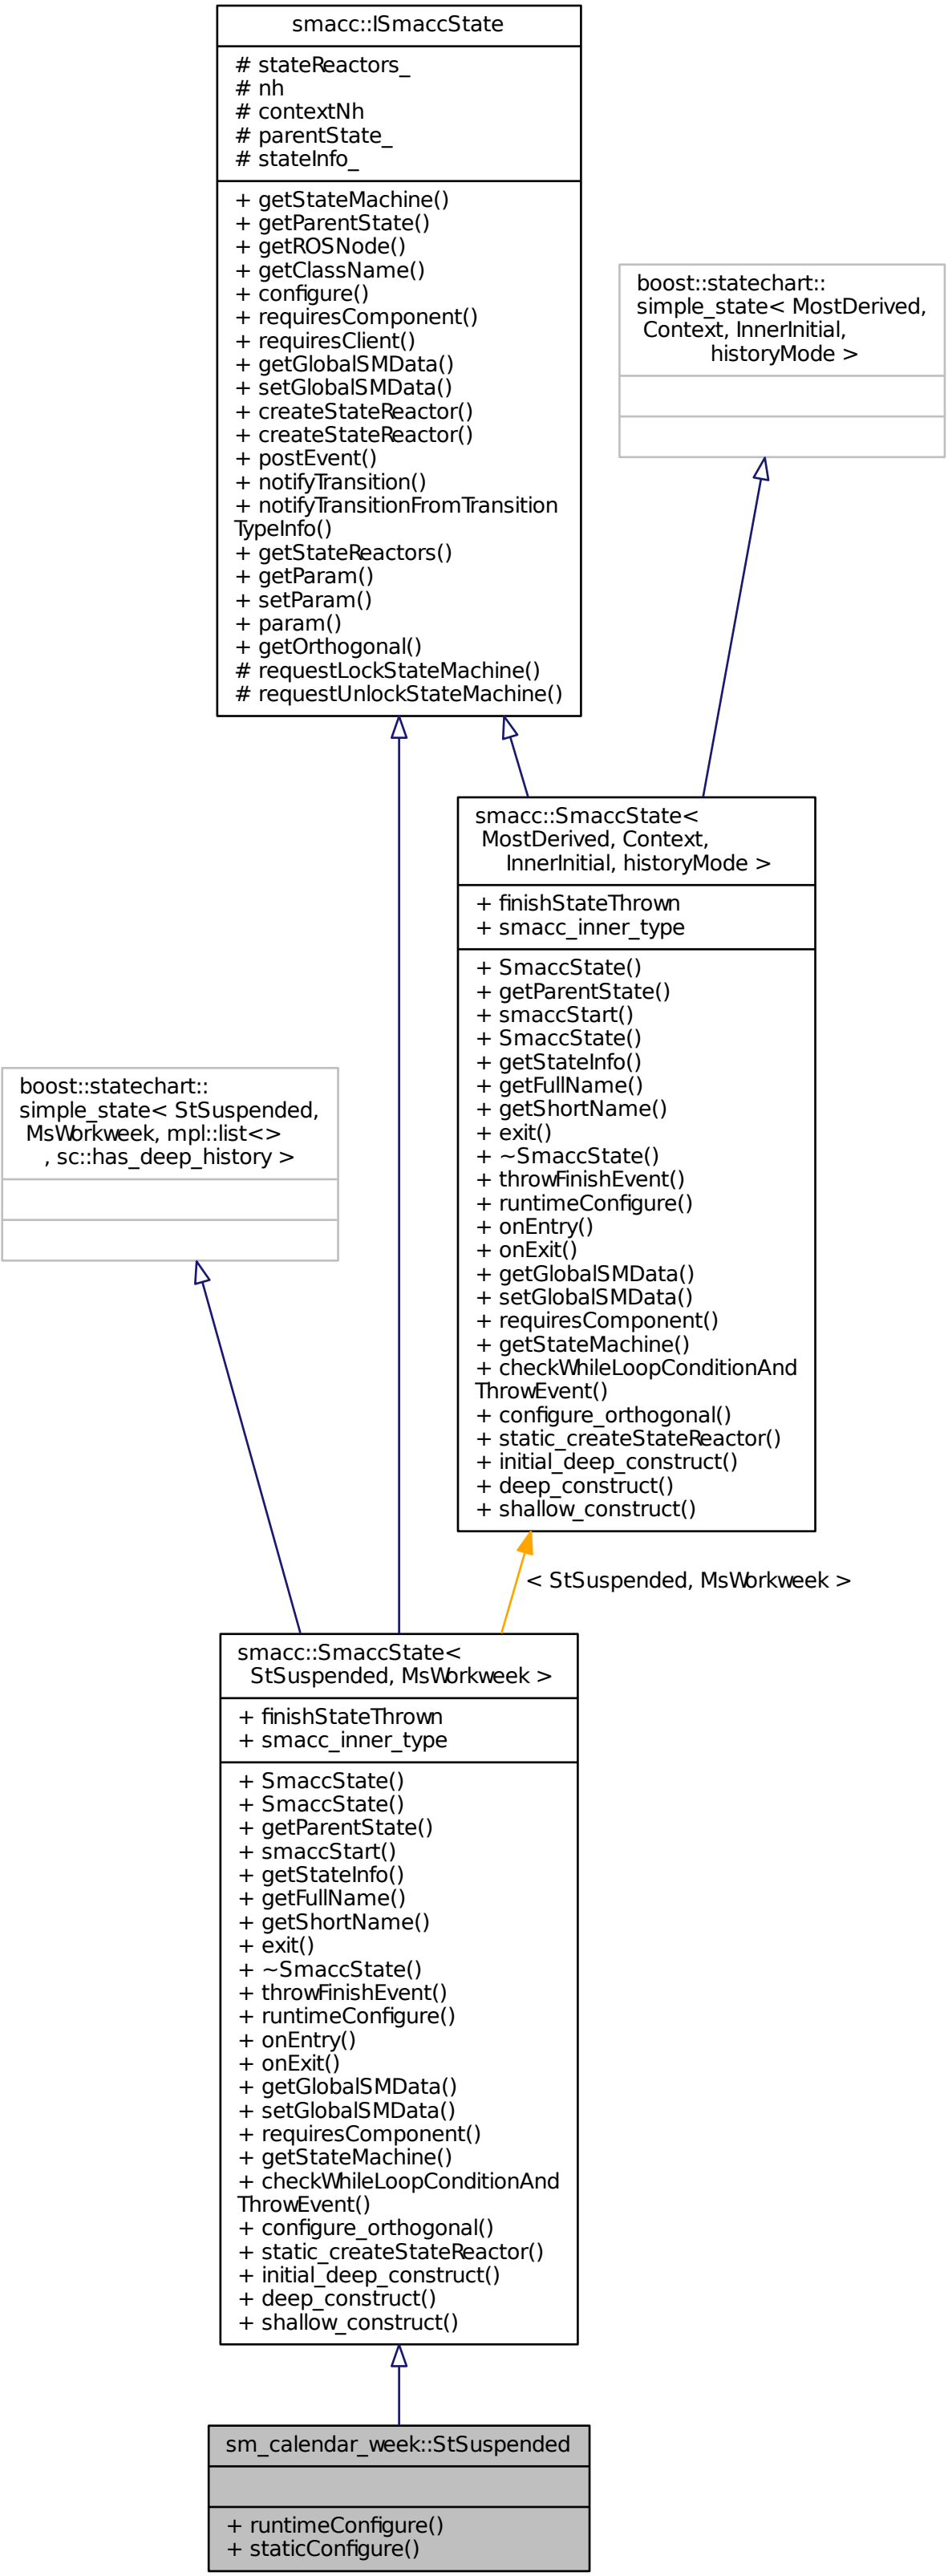 smacc::ISmaccState
# stateReactors_
# nh
# contextNh
# parentState_
# stateInfo_
+ getStateMachine()
+ getParentState()
+ getROSNode()
+ getClassName()
+ configure()
+ requiresComponent()
+ requiresClient()
+ getGlobalSMData()
+ setGlobalSMData()
+ createStateReactor()
+ createStateReactor()
+ postEvent()
+ notifyTransition()
+ notifyTransitionFromTransition
TypeInfo()
+ getStateReactors()
+ getParam()
+ setParam()
+ param()
+ getOrthogonal()
# requestLockStateMachine()
# requestUnlockStateMachine()
boost::statechart::
simple_state< MostDerived,
Context, InnerInitial,
historyMode >
smacc::SmaccState<
MostDerived, Context,
InnerInitial, historyMode >
+ finishStateThrown
+ smacc_inner_type
+ SmaccState()
+ getParentState()
+ smaccStart()
+ SmaccState()
+ getStateInfo()
+ getFullName()
+ getShortName()
+ exit()
+ ~SmaccState()
+ throwFinishEvent()
+ runtimeConfigure()
+ onEntry()
+ onExit()
+ getGlobalSMData()
+ setGlobalSMData()
+ requiresComponent()
+ getStateMachine()
+ checkWhileLoopConditionAnd
ThrowEvent()
+ configure_orthogonal()
+ static_createStateReactor()
+ initial_deep_construct()
+ deep_construct()
+ shallow_construct()
boost::statechart::
simple_state< StSuspended,
MsWorkweek, mpl::list<>
, sc::has_deep_history >
< StSuspended, MsWorkweek >
smacc::SmaccState<
StSuspended, MsWorkweek >
+ finishStateThrown
+ smacc_inner_type
+ SmaccState()
+ SmaccState()
+ getParentState()
+ smaccStart()
+ getStateInfo()
+ getFullName()
+ getShortName()
+ exit()
+ ~SmaccState()
+ throwFinishEvent()
+ runtimeConfigure()
+ onEntry()
+ onExit()
+ getGlobalSMData()
+ setGlobalSMData()
+ requiresComponent()
+ getStateMachine()
+ checkWhileLoopConditionAnd
ThrowEvent()
+ configure_orthogonal()
+ static_createStateReactor()
+ initial_deep_construct()
+ deep_construct()
+ shallow_construct()
sm_calendar_week::StSuspended
+ runtimeConfigure()
+ staticConfigure()